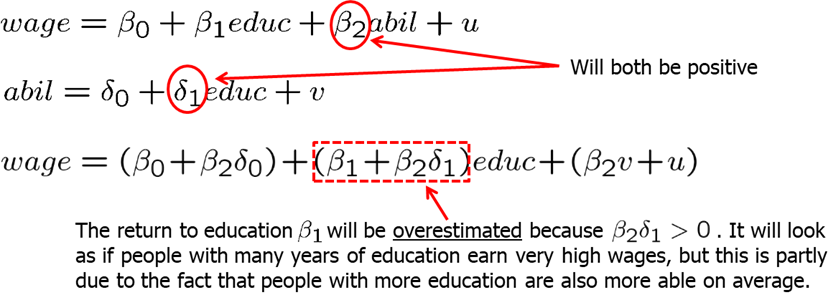 wage = β₀ + β₁educ + β₂abil + u
Will both be positive
abil = δ₀ + δ₁educ + v
wage = (β₀+β₂δ₀)+(β₁+β₂δ₁)educ+(β₂v+u)
The return to education β₁ will be overestimated because β₂δ₁ > 0 . It will look
as if people with many years of education earn very high wages, but this is partly
due to the fact that people with more education are also more able on average.